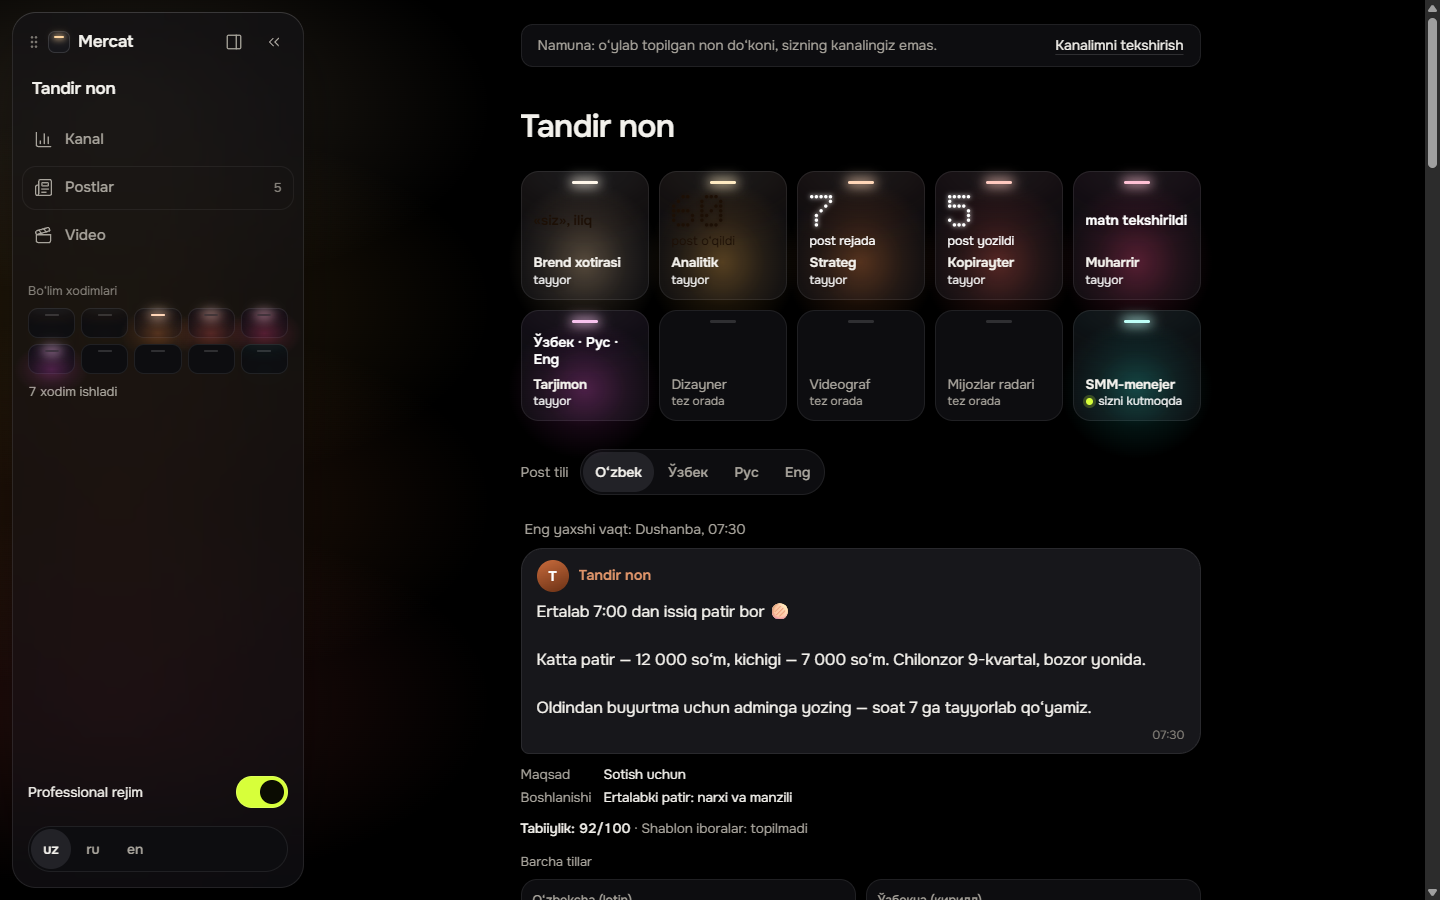 Mercat
Tandir non
Kanal
Postlar 5
Video
Bo‘lim xodimlari
7 xodim ishladi
Professional rejim
uz ru en
Namuna: o‘ylab topilgan non do‘koni, sizning kanalingiz emas. Kanalimni tekshirish
Tandir non
«siz», iliq
Brend xotirasi
tayyor
post o‘qildi
Analitik
tayyor
7
post rejada
Strateg
tayyor
5
post yozildi
Kopirayter
tayyor
matn tekshirildi
Muharrir
tayyor
Ўзбек · Рус ·
Eng
Tarjimon
tayyor
Dizayner
tez orada
Videograf
tez orada
Mijozlar radari
tez orada
SMM-menejer
sizni kutmoqda
Post tili O‘zbek Ўзбек Рус Eng
Eng yaxshi vaqt: Dushanba, 07:30
T Tandir non
Ertalab 7:00 dan issiq patir bor
Katta patir — 12 000 so‘m, kichigi — 7 000 so‘m. Chilonzor 9-kvartal, bozor yonida.
Oldindan buyurtma uchun adminga yozing — soat 7 ga tayyorlab qo‘yamiz.
07:30
Maqsad Sotish uchun
Boshlanishi Ertalabki patir: narxi va manzili
Tabiiylik: 92/100 · Shablon iboralar: topilmadi
Barcha tillar